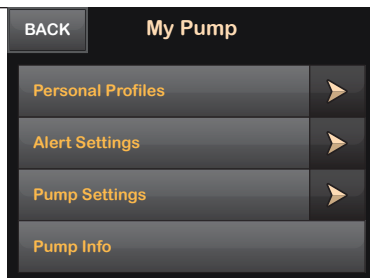 BACK
My Pump
Personal Profiles
Alert Settings
Pump Settings
Pump Info